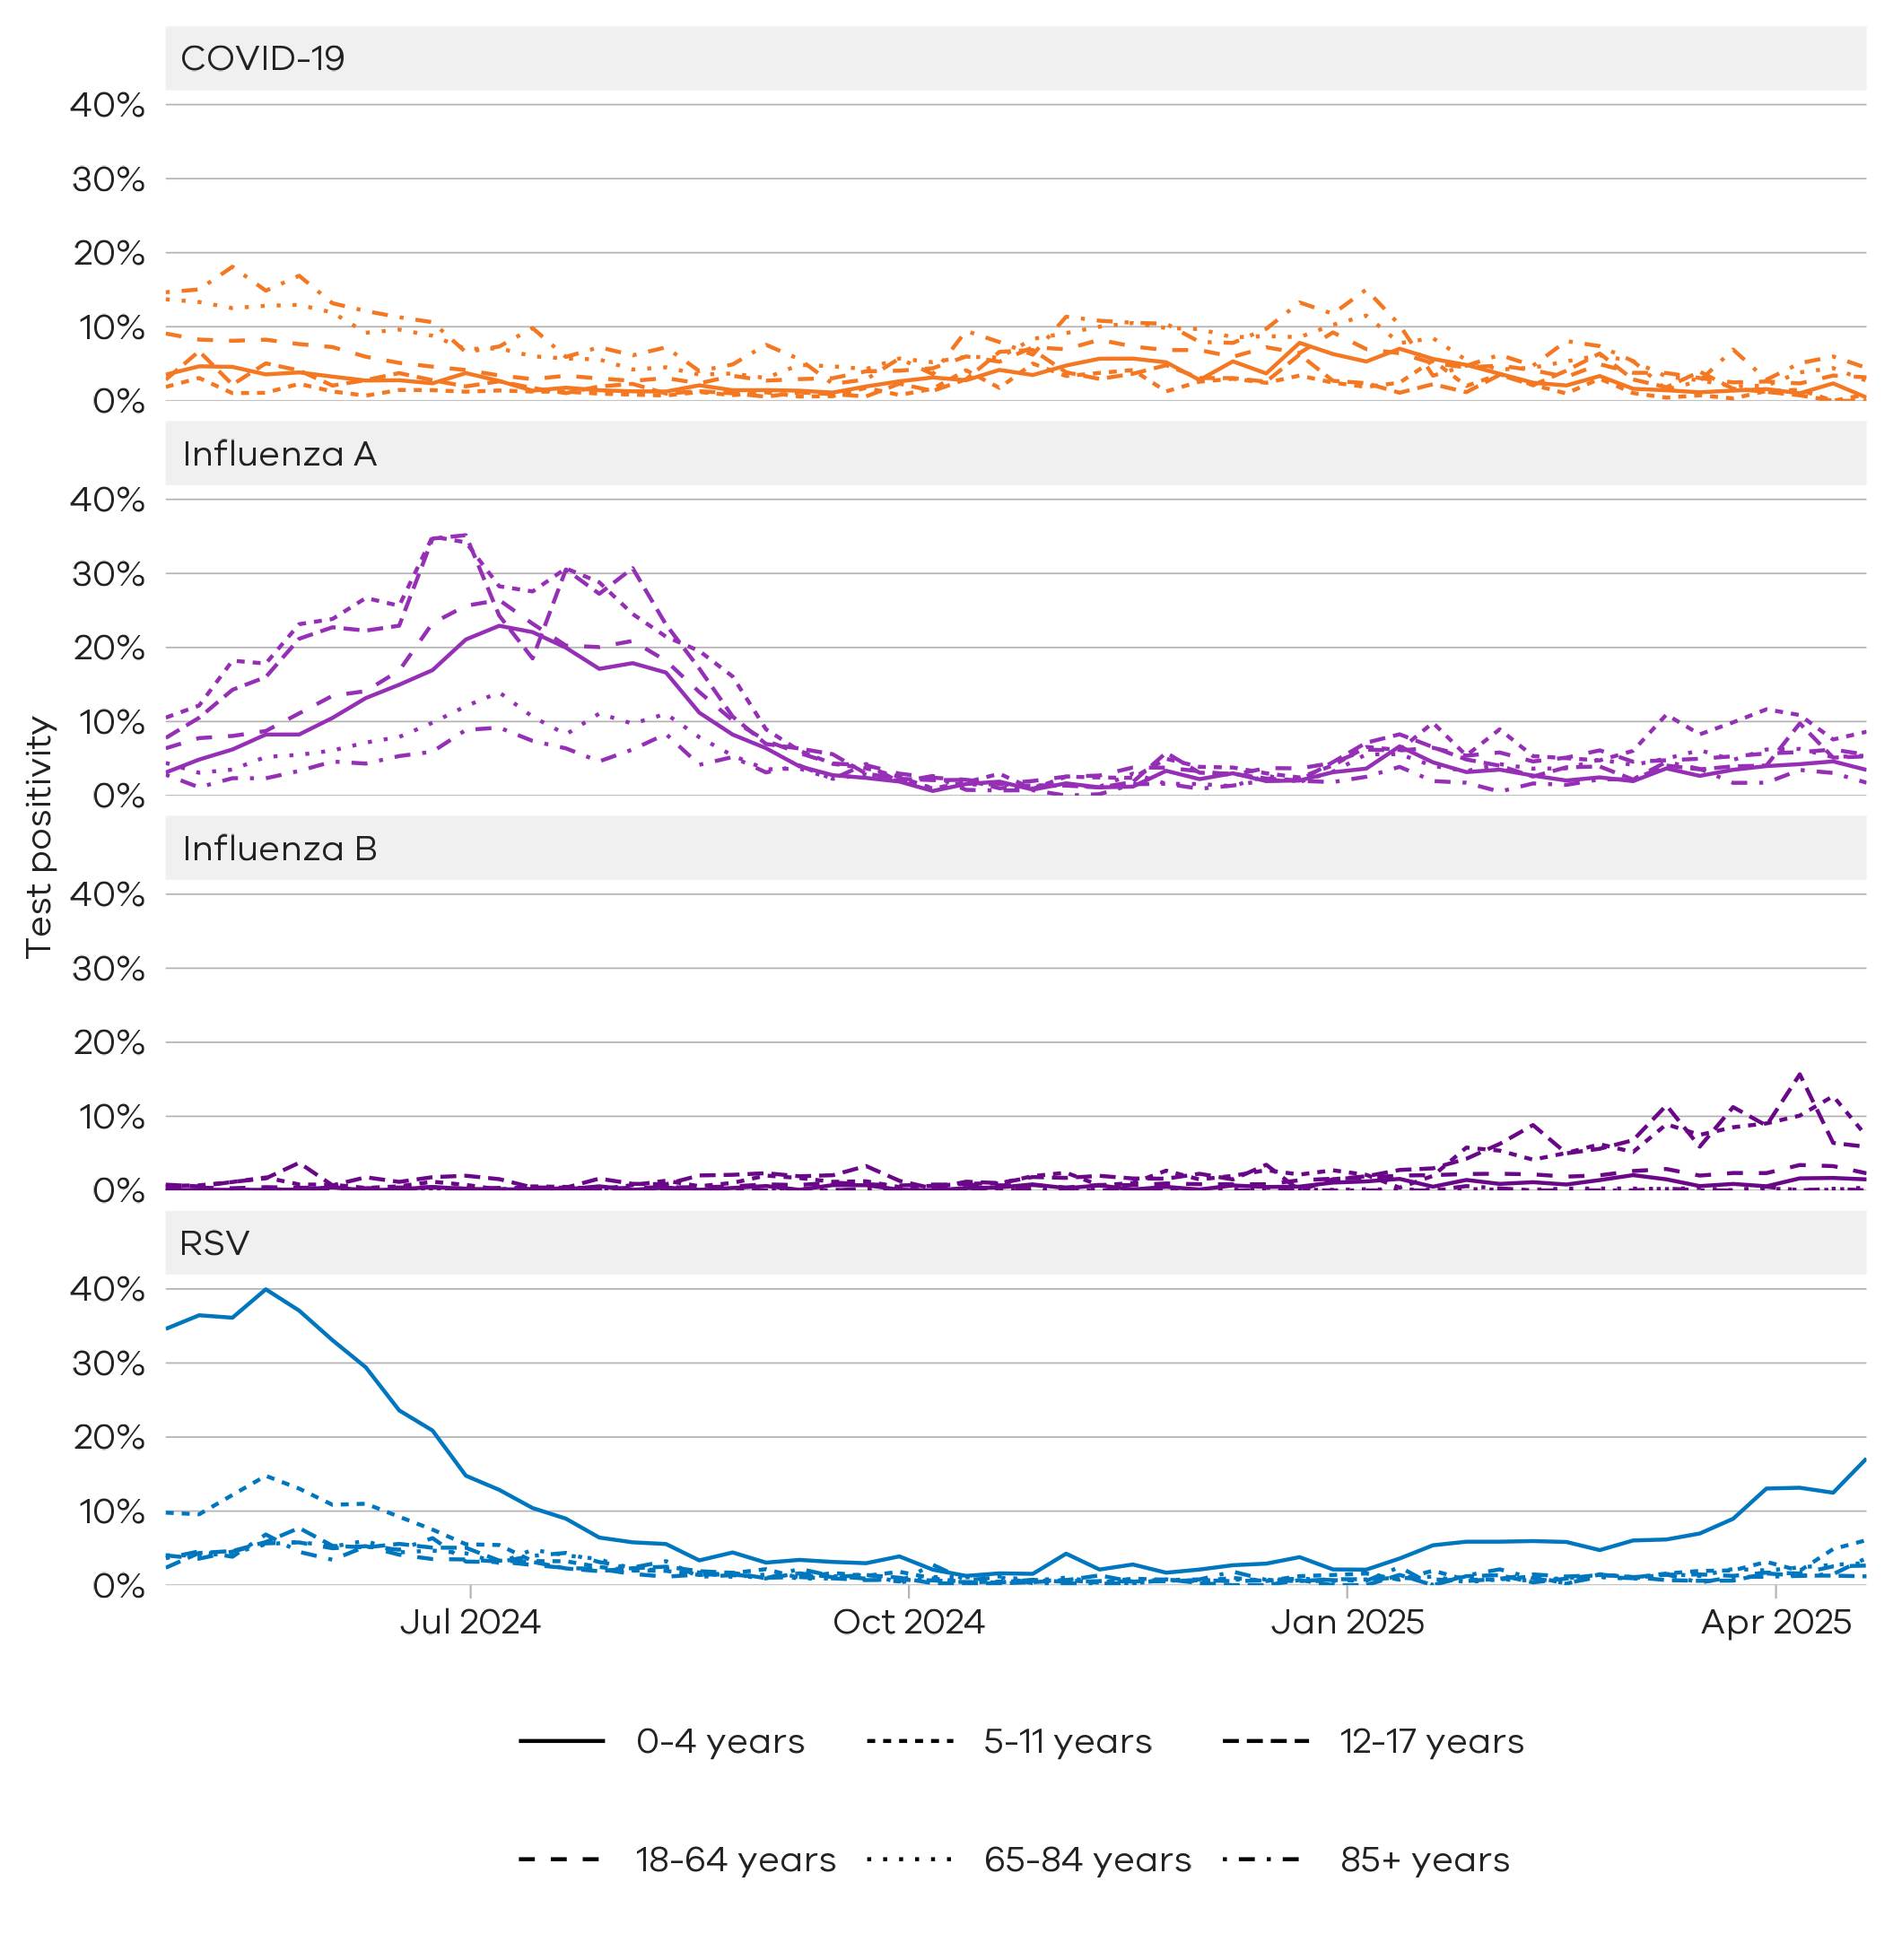 COVID-19
40%
30%
20%
10%
0%
Influenza A
40%
30%
20%
10%
0%
Influenza B
40%
30%
20%
10%
0%
RSV
40%
30%
20%
10%
0%
Test positivity
Jul 2024 Oct 2024 Jan 2025 Apr 2025
0-4 years 5-11 years 12-17 years
18-64 years 65-84 years 85+ years